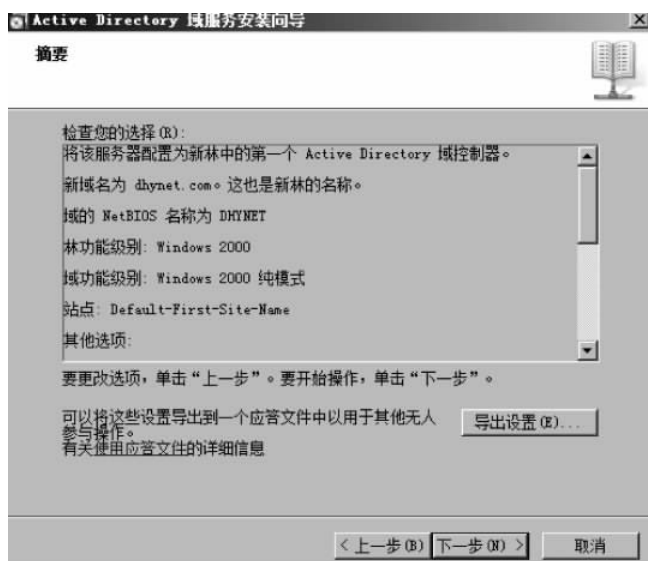 Active Directory 域服务安装向导
摘要
检查您的选择(R):
将该服务器配置为新林中的第一个 Active Directory 域控制器。
新域名为 dhynet.com。这也是新林的名称。
域的 NetBIOS 名称为 DHYNET
林功能级别: Windows 2000
域功能级别: Windows 2000 纯模式
站点: Default-First-Site-Name
其他选项:
要更改选项，单击“上一步”。要开始操作，单击“下一步”。
可以将这些设置导出到一个应答文件中以用于其他无人
参与操作。
导出设置(E)...
有关使用应答文件的详细信息
< 上一步(B)
下一步(N) >
取消